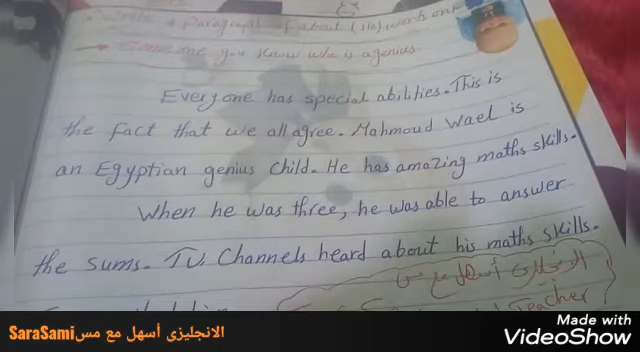 Write a paragraph of about (110) words on
Someone you know who is a genius.
Everyone has special abilities. This is
the fact that we all agree. Mahmoud Wael is
an Egyptian genius child. He has amazing maths skills.
When he was three, he was able to answer
the sums. TV. Channels heard about his maths skills.
الانجليزى أسهل مع مس
Teacher
SaraSami الانجليزى أسهل مع مس
Made with
VideoShow